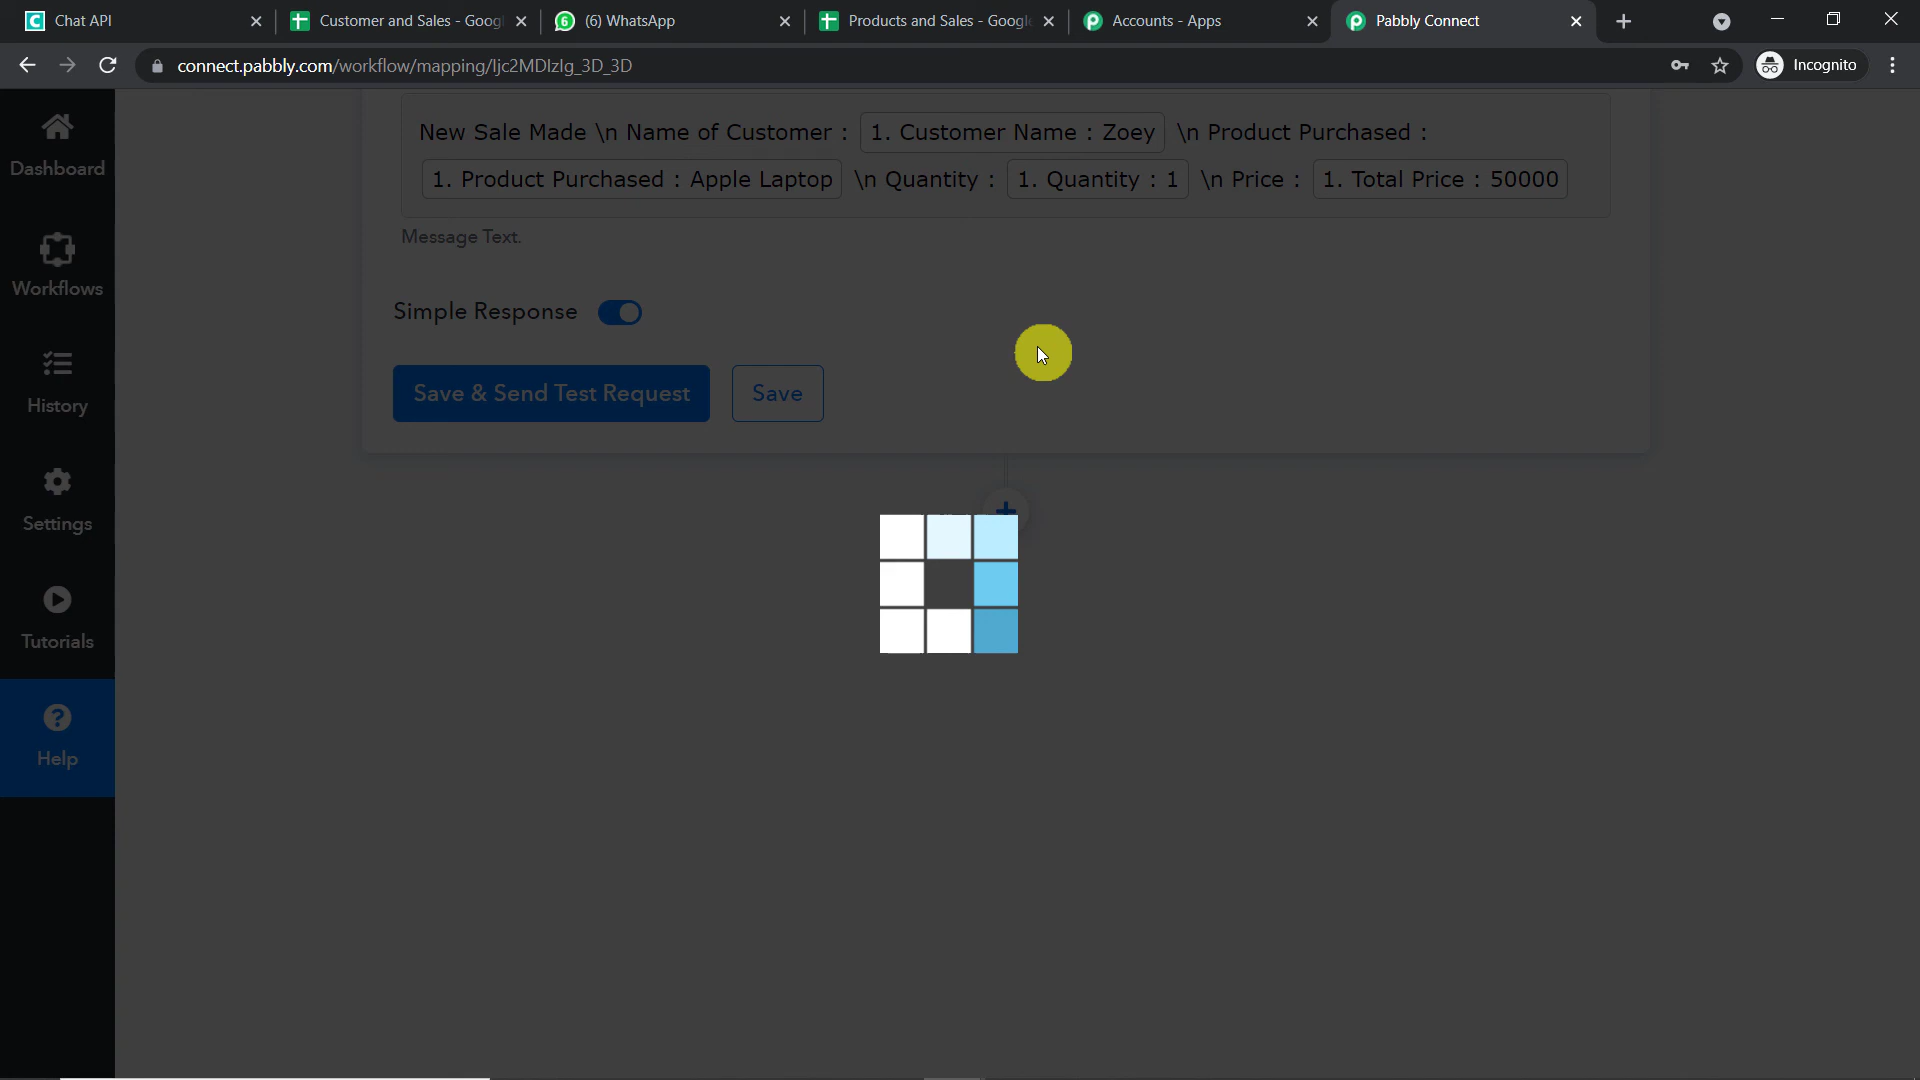 Chat API
Customer and Sales - Googl
(6) WhatsApp
Products and Sales - Googl
Accounts - Apps
Pabbly Connect
connect.pabbly.com/workflow/mapping/Ijc2MDIzIg_3D_3D
Incognito
Dashboard
Workflows
History
Settings
Tutorials
Help
New Sale Made \n Name of Customer : 1. Customer Name : Zoey \n Product Purchased :
1. Product Purchased : Apple Laptop \n Quantity : 1. Quantity : 1 \n Price : 1. Total Price : 50000
Message Text.
Simple Response
Save & Send Test Request
Save